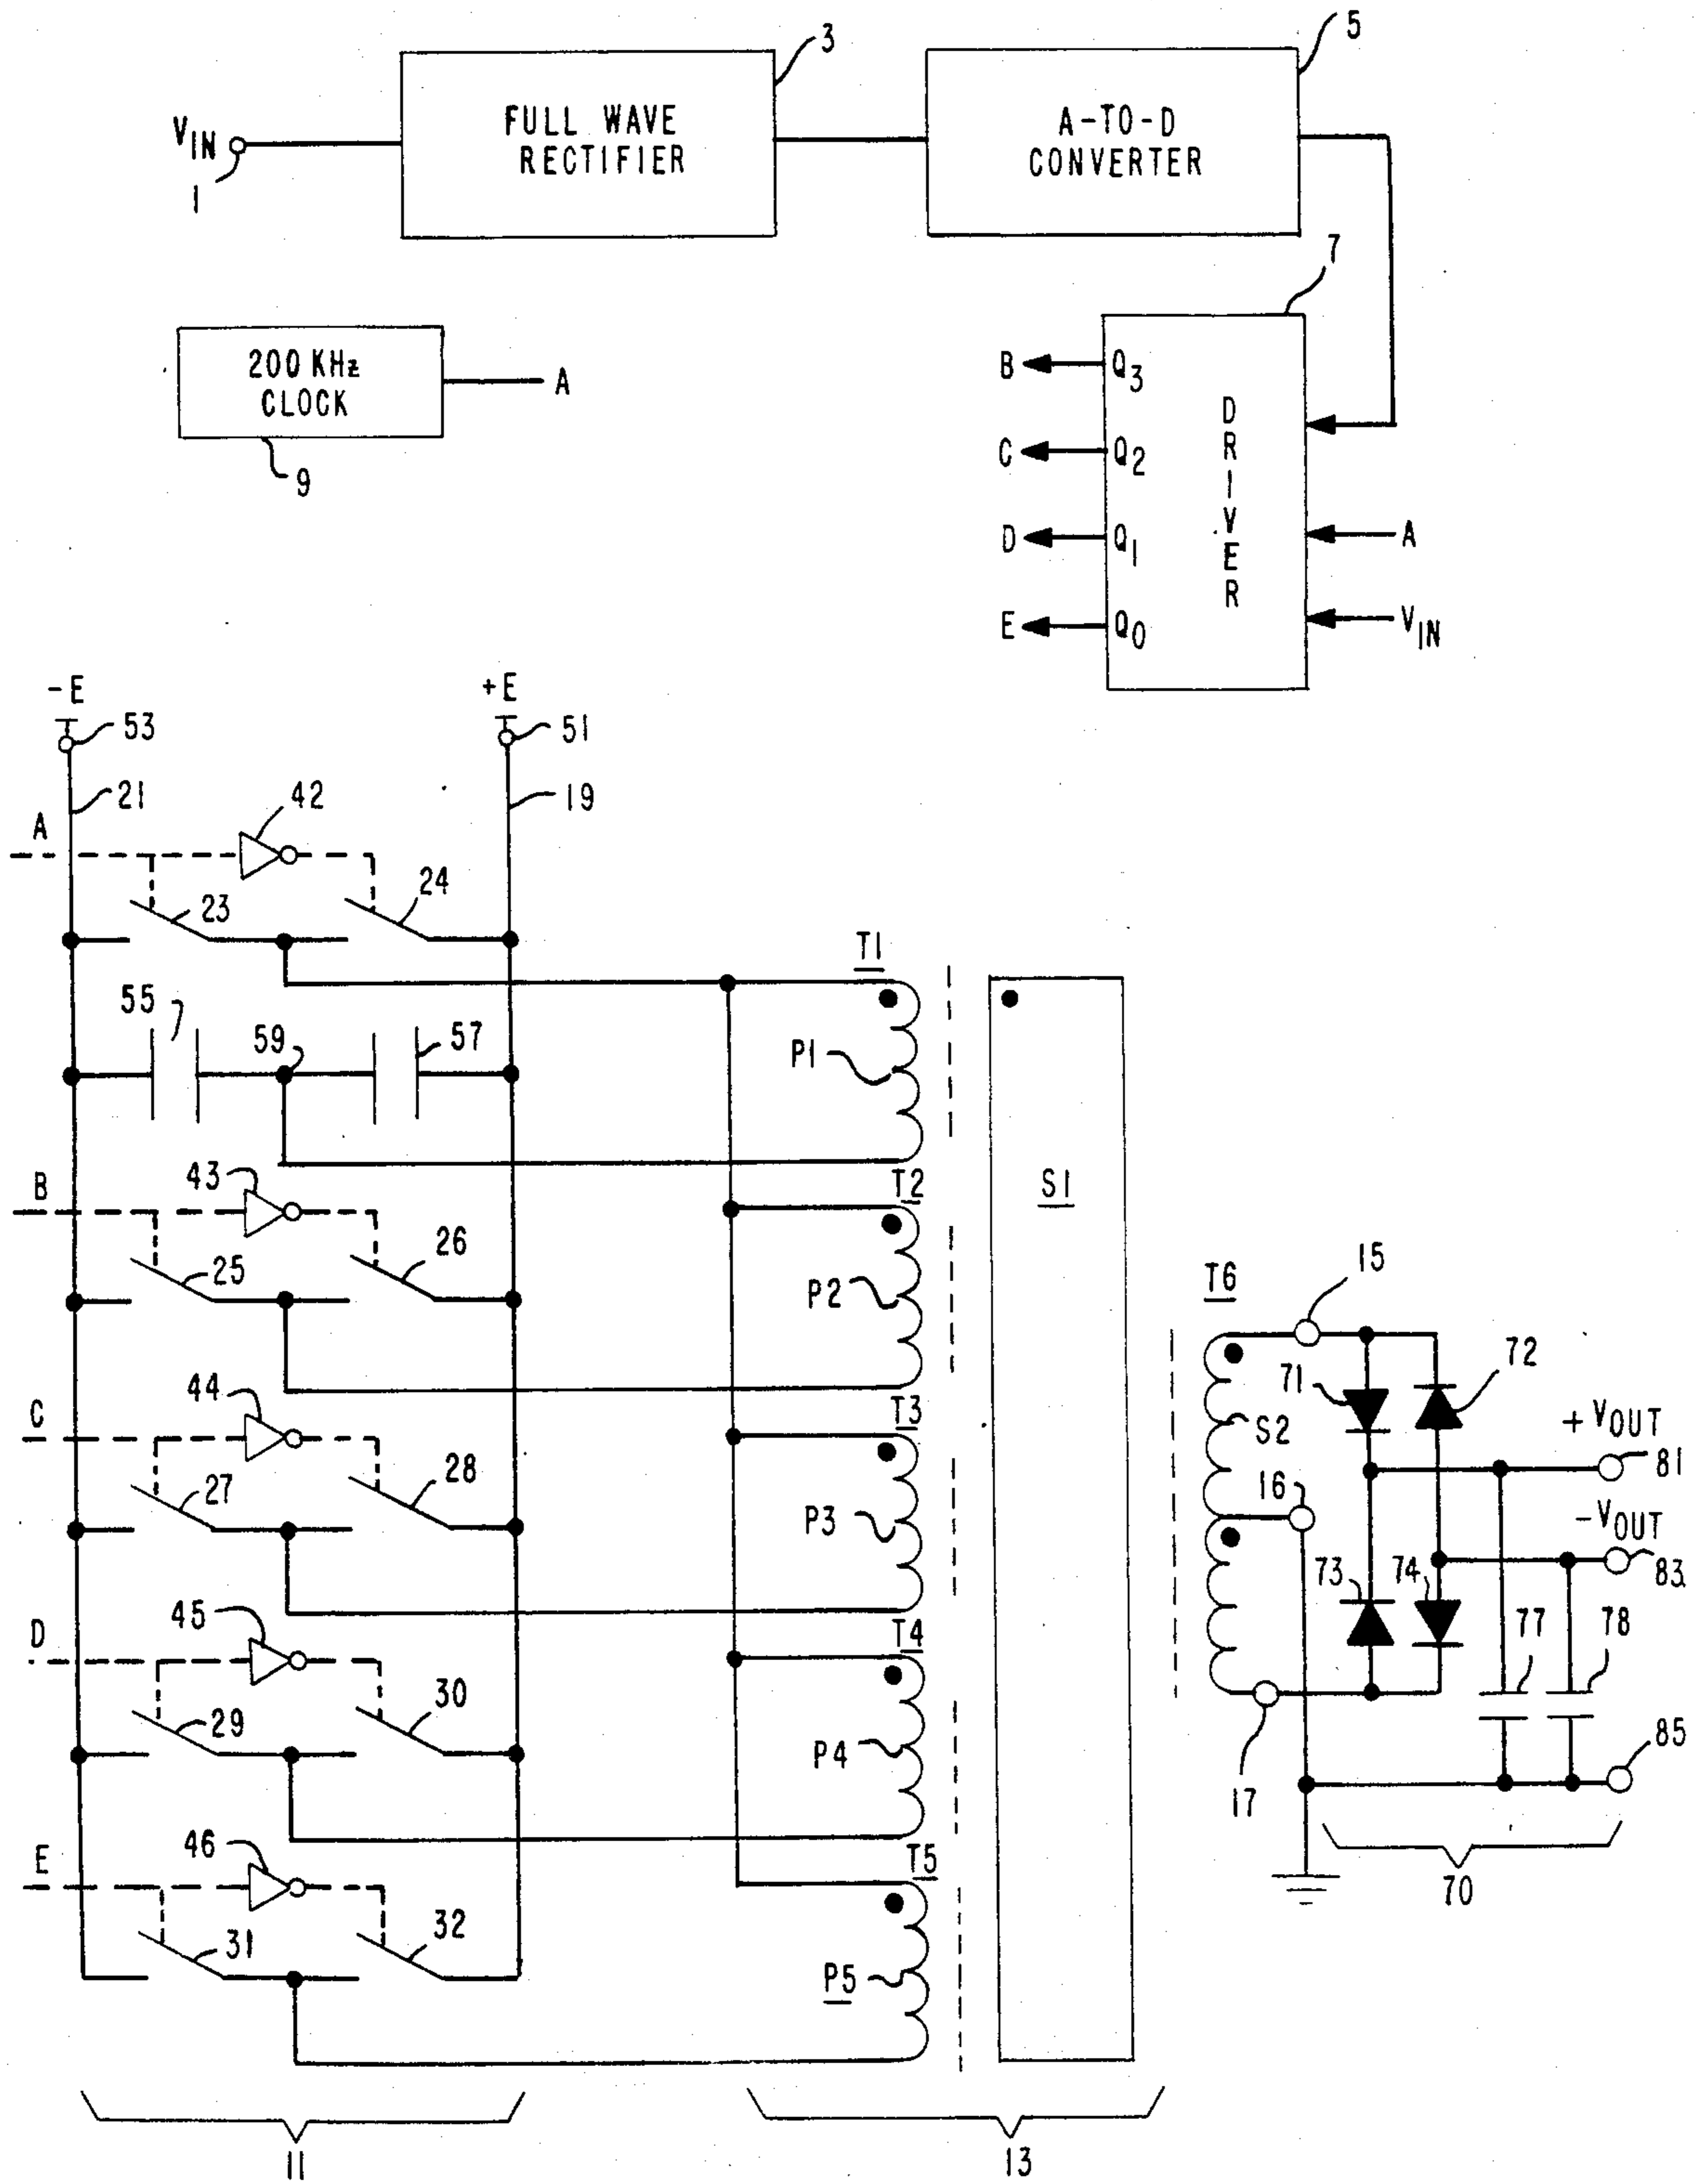 3
5
V_IN
1
FULL WAVE
RECTIFIER
A-TO-D
CONVERTER
7
200 KHz
CLOCK
A
9
B
Q3
C
Q2
D
Q1
E
Q0
DRIVER
A
V_IN
-E
53
+E
51
21
19
A
42
23
24
T1
55
59
57
P1
S1
B
43
T2
25
26
P2
T6
15
C
44
T3
71
72
S2
+V_OUT
81
27
28
P3
16
-V_OUT
83
D
45
T4
73
74
77
78
29
30
P4
17
85
E
46
T5
70
31
32
P5
11
13